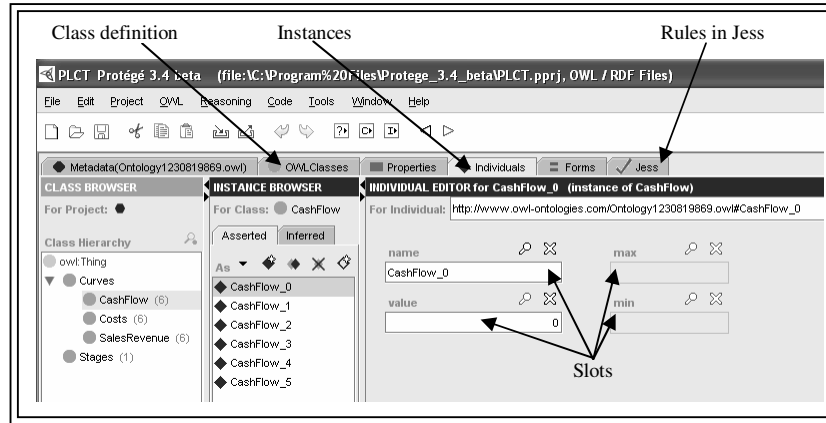 Class definition Instances Rules in Jess
PLCT Protégé 3.4 beta (file:\C:\Program%20Files\Protege_3.4_beta\PLCT.pprj, OWL / RDF Files)
File Edit Project OWL Reasoning Code Tools Window Help
Metadata(Ontology1230819869.owl) OWLClasses Properties Individuals Forms Jess
CLASS BROWSER INSTANCE BROWSER INDIVIDUAL EDITOR for CashFlow_0 (instance of CashFlow)
For Project: For Class: CashFlow For Individual: http://www.owl-ontologies.com/Ontology1230819869.owl#CashFlow_0
Class Hierarchy
owl:Thing
Curves
CashFlow (6)
Costs (6)
SalesRevenue (6)
Stages (1)
Asserted Inferred
As
CashFlow_0
CashFlow_1
CashFlow_2
CashFlow_3
CashFlow_4
CashFlow_5
name max
CashFlow_0
value min
0
Slots